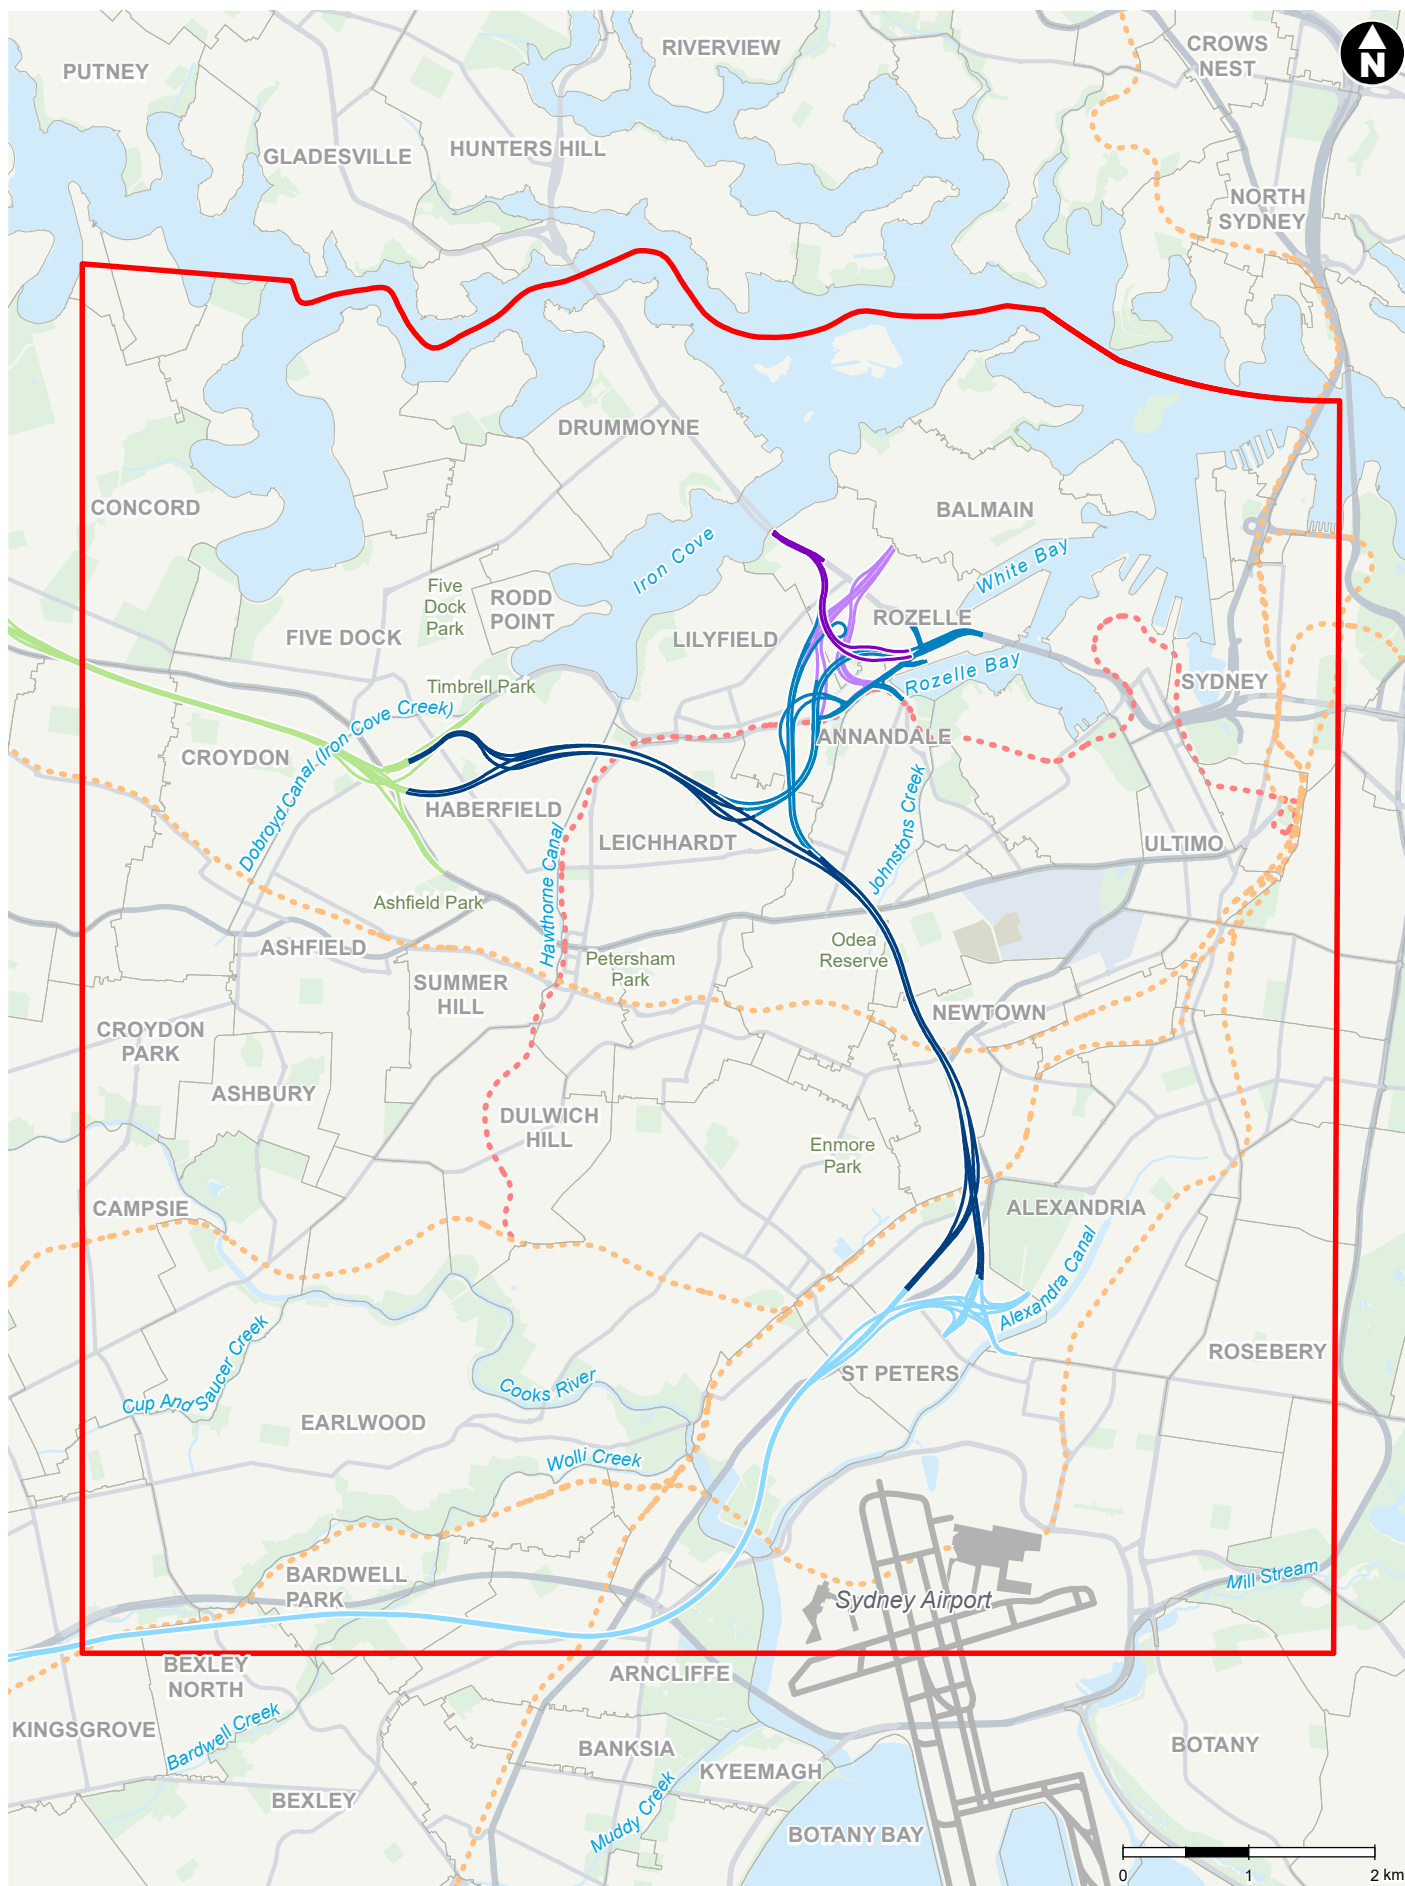 RIVERVIEW
CROWS
NEST
N
PUTNEY
HUNTERS HILL
GLADESVILLE
NORTH
SYDNEY
DRUMMOYNE
CONCORD
BALMAIN
Iron Cove
White Bay
Five
Dock
Park
RODD
POINT
ROZELLE
FIVE DOCK
LILYFIELD
Rozelle Bay
SYDNEY
Timbrell Park
Dobroyd Canal (Iron Cove Creek)
ANNANDALE
CROYDON
HABERFIELD
LEICHHARDT
Johnstons Creek
ULTIMO
Hawthorne Canal
Ashfield Park
ASHFIELD
Odea
Reserve
Petersham
Park
SUMMER
HILL
NEWTOWN
CROYDON
PARK
ASHBURY
DULWICH
HILL
Enmore
Park
CAMPSIE
ALEXANDRIA
Alexandra Canal
Cup And Saucer Creek
ROSEBERY
ST PETERS
Cooks River
EARLWOOD
Wolli Creek
BARDWELL
PARK
Mill Stream
Sydney Airport
BEXLEY
NORTH
ARNCLIFFE
KINGSGROVE
Bardwell Creek
BANKSIA
BOTANY
KYEEMAGH
BEXLEY
Muddy Creek
BOTANY BAY
0 1 2 km